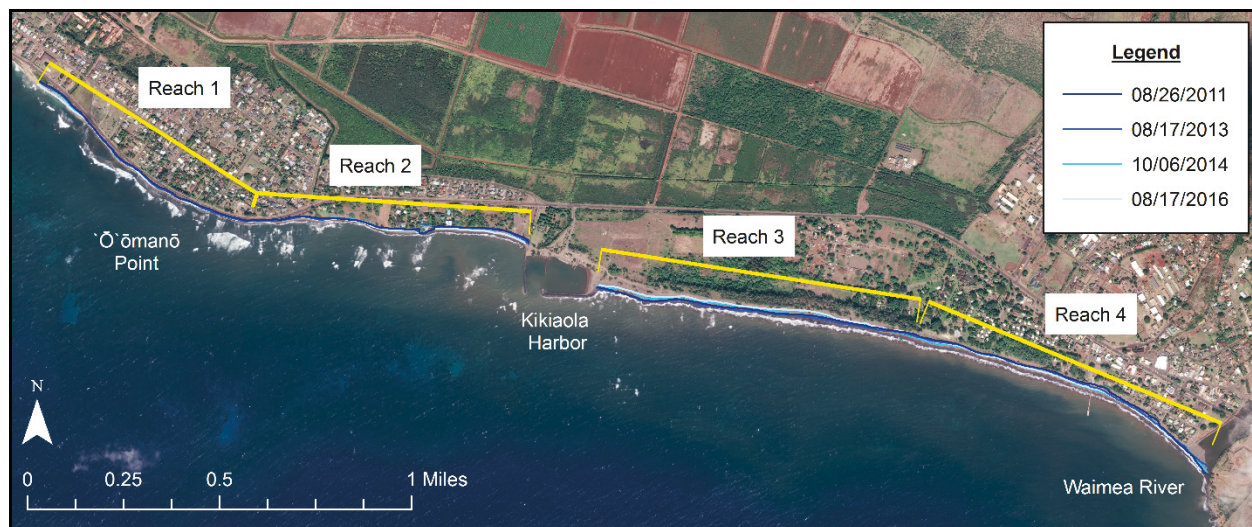 Legend
08/26/2011
08/17/2013
10/06/2014
08/17/2016
Reach 1
Reach 2
Reach 3
Reach 4
`Ō`ōmanō
Point
Kikiaola
Harbor
Waimea River
N
0 0.25 0.5 1 Miles